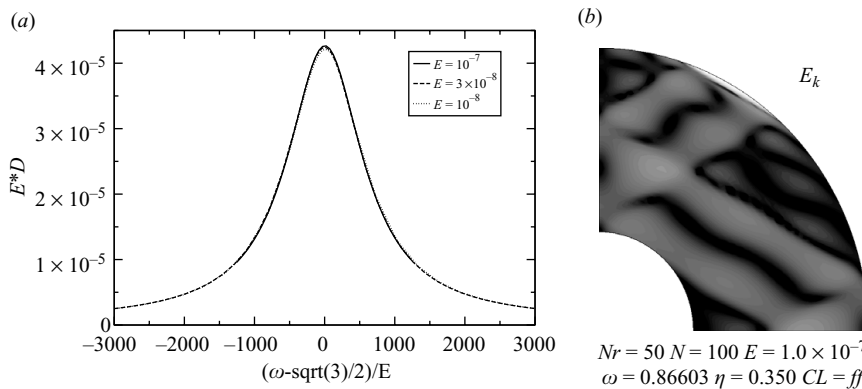 (a)
4 × 10⁻⁵
3 × 10⁻⁵
2 × 10⁻⁵
1 × 10⁻⁵
0
E*D
E = 10⁻⁷
E = 3×10⁻⁸
E = 10⁻⁸
−3000 −2000 −1000 0 1000 2000 3000
(ω-sqrt(3)/2)/E
(b)
E_k
Nr = 50 N = 100 E = 1.0 × 10⁻⁷
ω = 0.86603 η = 0.350 CL = ff